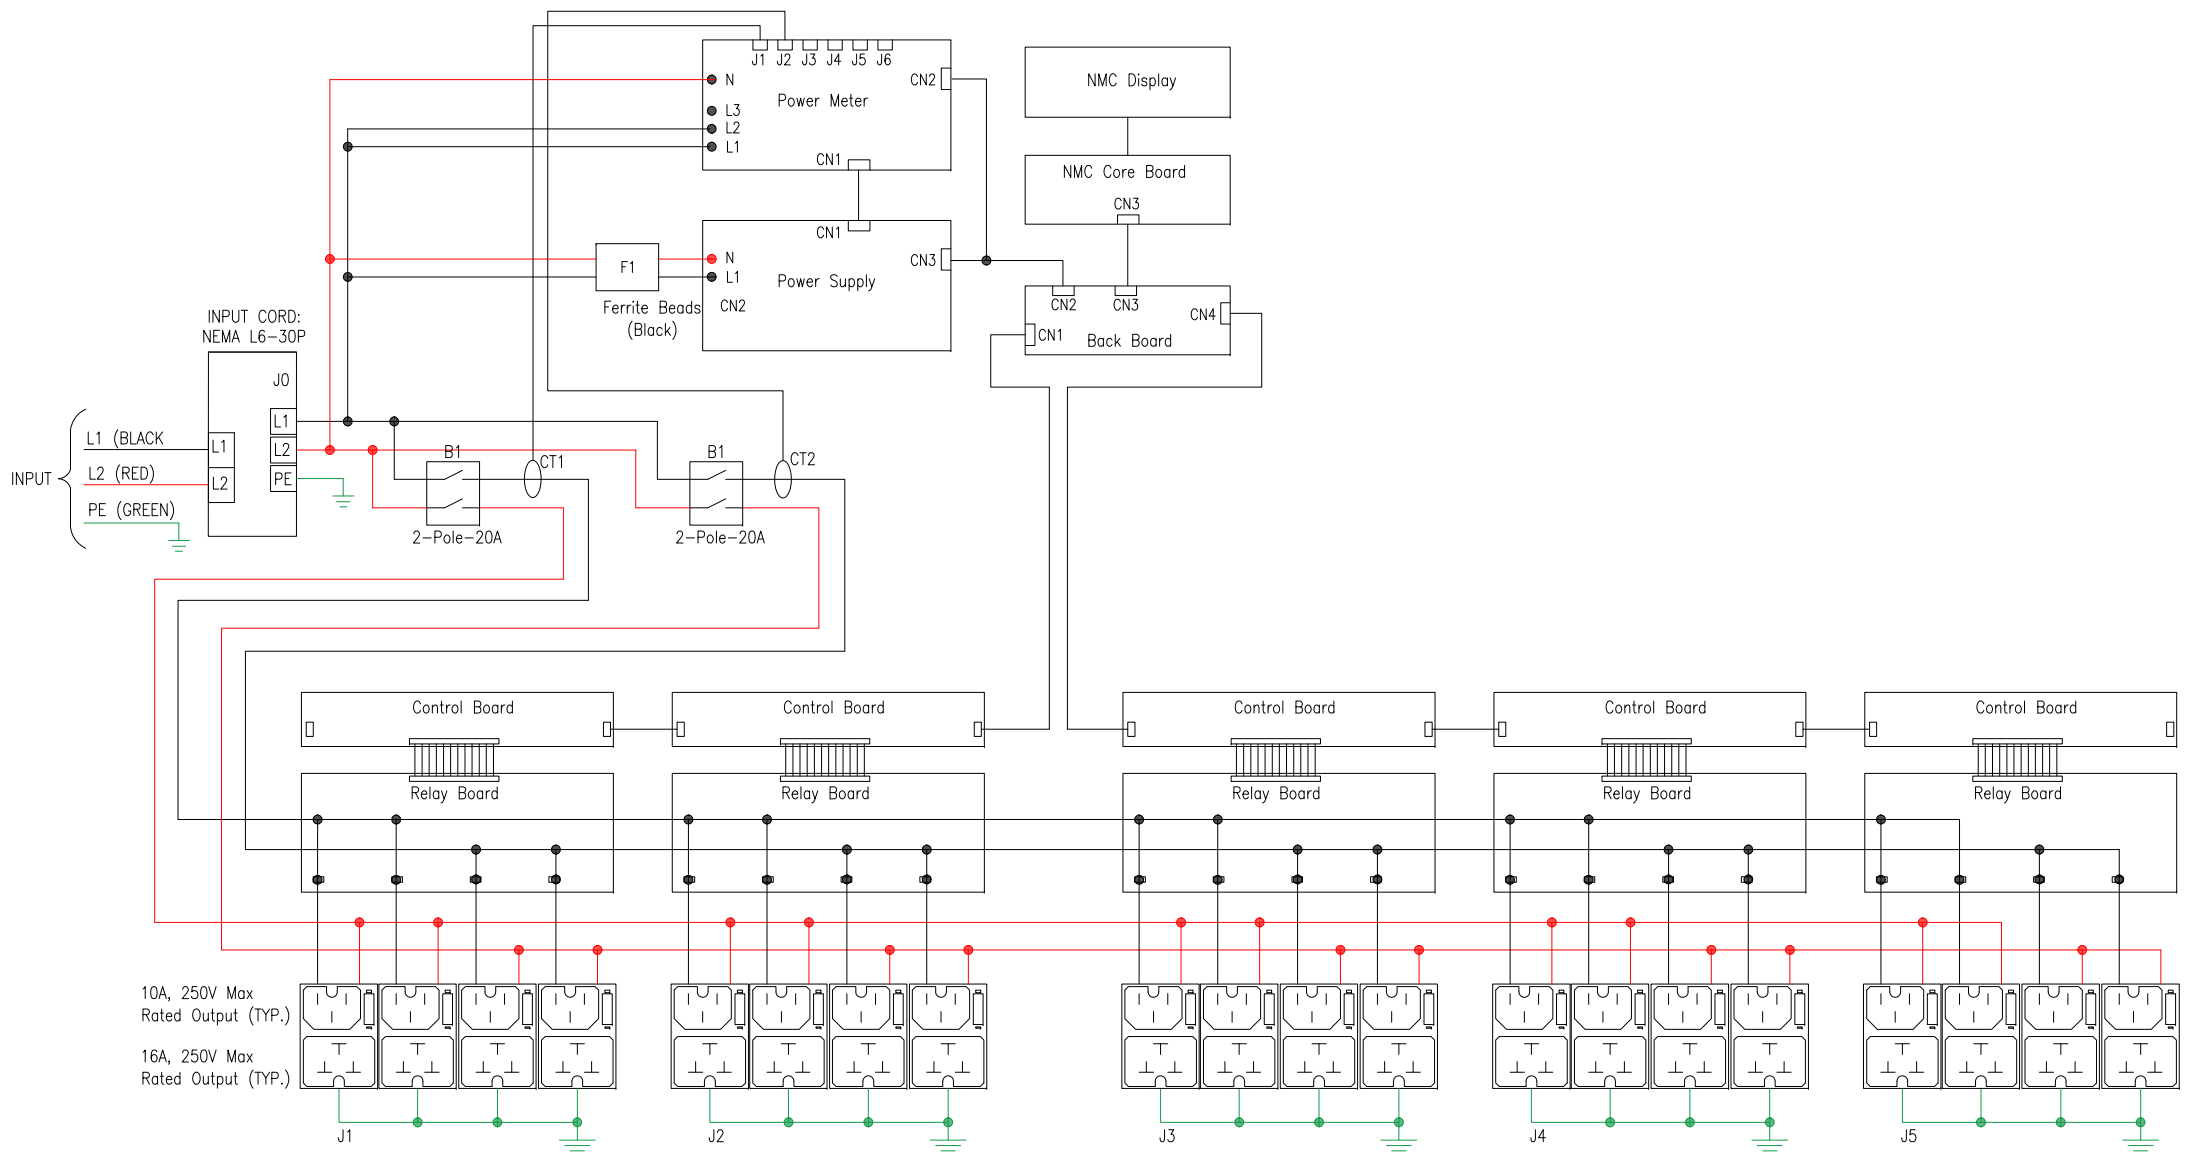 J1 J2 J3 J4 J5 J6
N
L3
L2
L1
CN2
Power Meter
CN1
NMC Display
NMC Core Board
CN3
CN1
N
L1
CN2
CN3
Power Supply
F1
Ferrite Beads
(Black)
CN2 CN3
CN4
CN1
Back Board
INPUT CORD:
NEMA L6-30P
J0
L1
L2
PE
L1
L2
INPUT
L1 (BLACK
L2 (RED)
PE (GREEN)
B1
CT1
2-Pole-20A
B1
CT2
2-Pole-20A
Control Board
Control Board
Control Board
Control Board
Control Board
Relay Board
Relay Board
Relay Board
Relay Board
Relay Board
10A, 250V Max
Rated Output (TYP.)
16A, 250V Max
Rated Output (TYP.)
J1
J2
J3
J4
J5